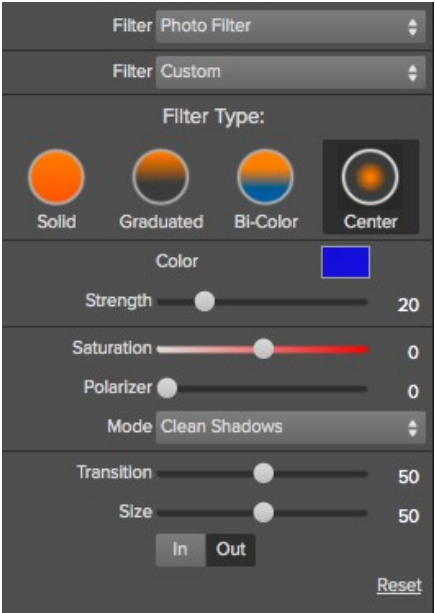 Filter Photo Filter
Filter Custom
Filter Type:
Solid Graduated Bi-Color Center
Color
Strength 20
Saturation 0
Polarizer 0
Mode Clean Shadows
Transition 50
Size 50
In Out
Reset